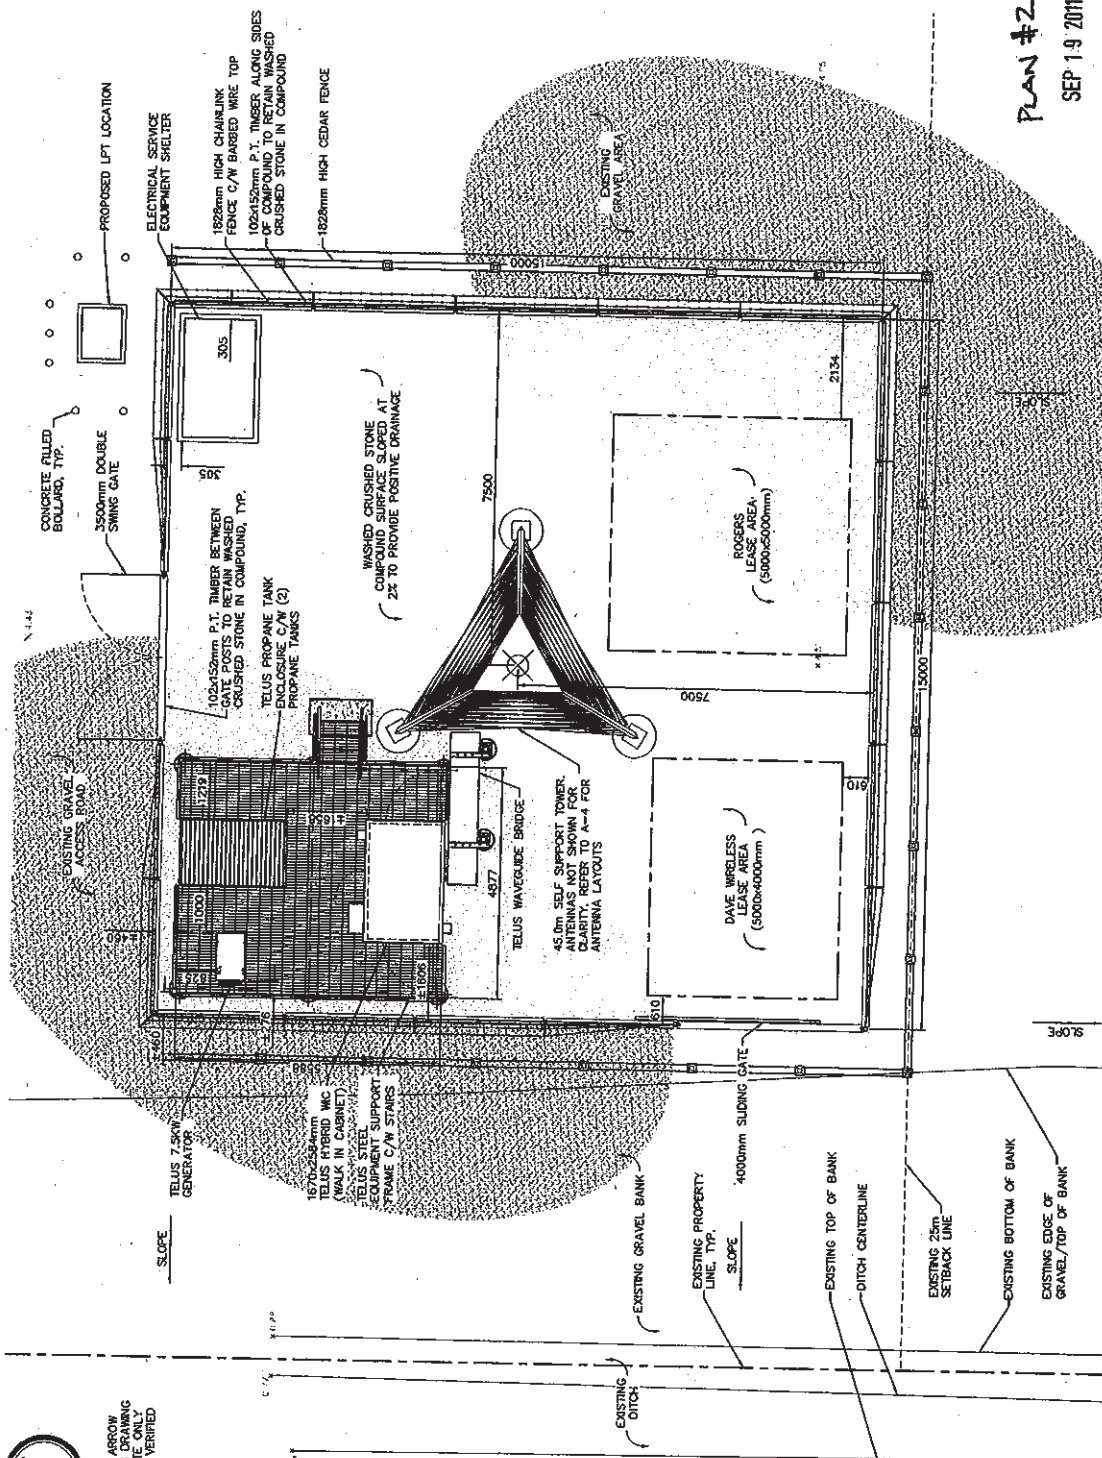 PROPOSED LPT LOCATION
ELECTRICAL SERVICE
EQUIPMENT SHELTER
1828mm HIGH CHAINLINK
FENCE C/W BARBED WIRE TOP
102x152mm P.T. TIMBER ALONG SIDES
OF COMPOUND TO RETAIN WASHED
CRUSHED STONE IN COMPOUND
1828mm HIGH CEDAR FENCE
EXISTING
GRAVEL AREA
PLAN #2
SEP 19 2011
CONCRETE FILLED
BOLLARD, TYP.
3500mm DOUBLE
SWING GATE
305
305
15000
102x152mm P.T. TIMBER BETWEEN
GATE POSTS TO RETAIN WASHED
CRUSHED STONE IN COMPOUND, TYP.
WASHED CRUSHED STONE
COMPOUND SURFACE SLOPED AT
2% TO PROVIDE POSITIVE DRAINAGE
7500
2134
SLOPE
ROGERS
LEASE AREA
(5000x5000mm)
TELUS PROPANE TANK
ENCLOSURE C/W (2)
PROPANE TANKS
EXISTING GRAVEL
ACCESS ROAD
1219
±1656
1000
±460
825
±1606
4877
TELUS WAVEGUIDE BRIDGE
45.0m SELF SUPPORT TOWER.
ANTENNAS NOT SHOWN FOR
CLARITY. REFER TO A-4 FOR
ANTENNA LAYOUTS
7500
15000
610
DAVE WIRELESS
LEASE AREA
(5000x4000mm)
610
SLOPE
TELUS 7.5KW
GENERATOR
SLOPE
1670x2584mm
TELUS HYBRID WIC
(WALK IN CABINET)
TELUS STEEL
EQUIPMENT SUPPORT
FRAME C/W STAIRS
4000mm SLIDING GATE
EXISTING GRAVEL BANK
EXISTING PROPERTY
LINE, TYP.
SLOPE
EXISTING TOP OF BANK
DITCH CENTERLINE
EXISTING 25m
SETBACK LINE
EXISTING BOTTOM OF BANK
EXISTING EDGE OF
GRAVEL/TOP OF BANK
EXISTING
DITCH
ARROW
DRAWING
ONLY
VERIFIED